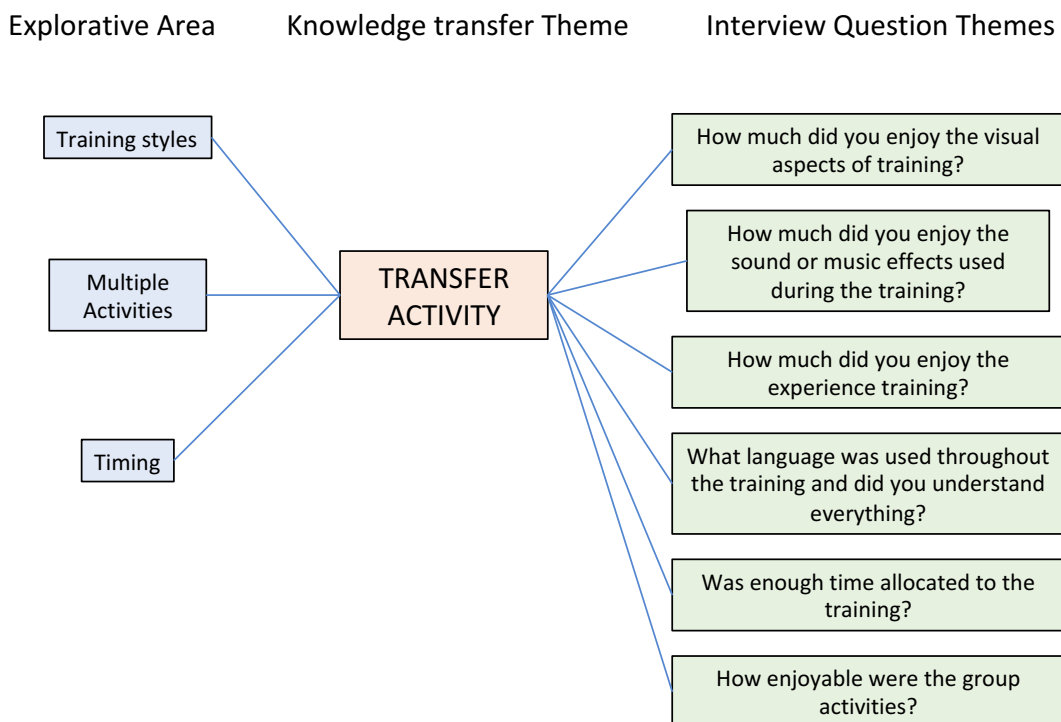 Explorative Area
Knowledge transfer Theme
Interview Question Themes
Training styles
Multiple
Activities
Timing
TRANSFER
ACTIVITY
How much did you enjoy the visual
aspects of training?
How much did you enjoy the
sound or music effects used
during the training?
How much did you enjoy the
experience training?
What language was used throughout
the training and did you understand
everything?
Was enough time allocated to the
training?
How enjoyable were the group
activities?